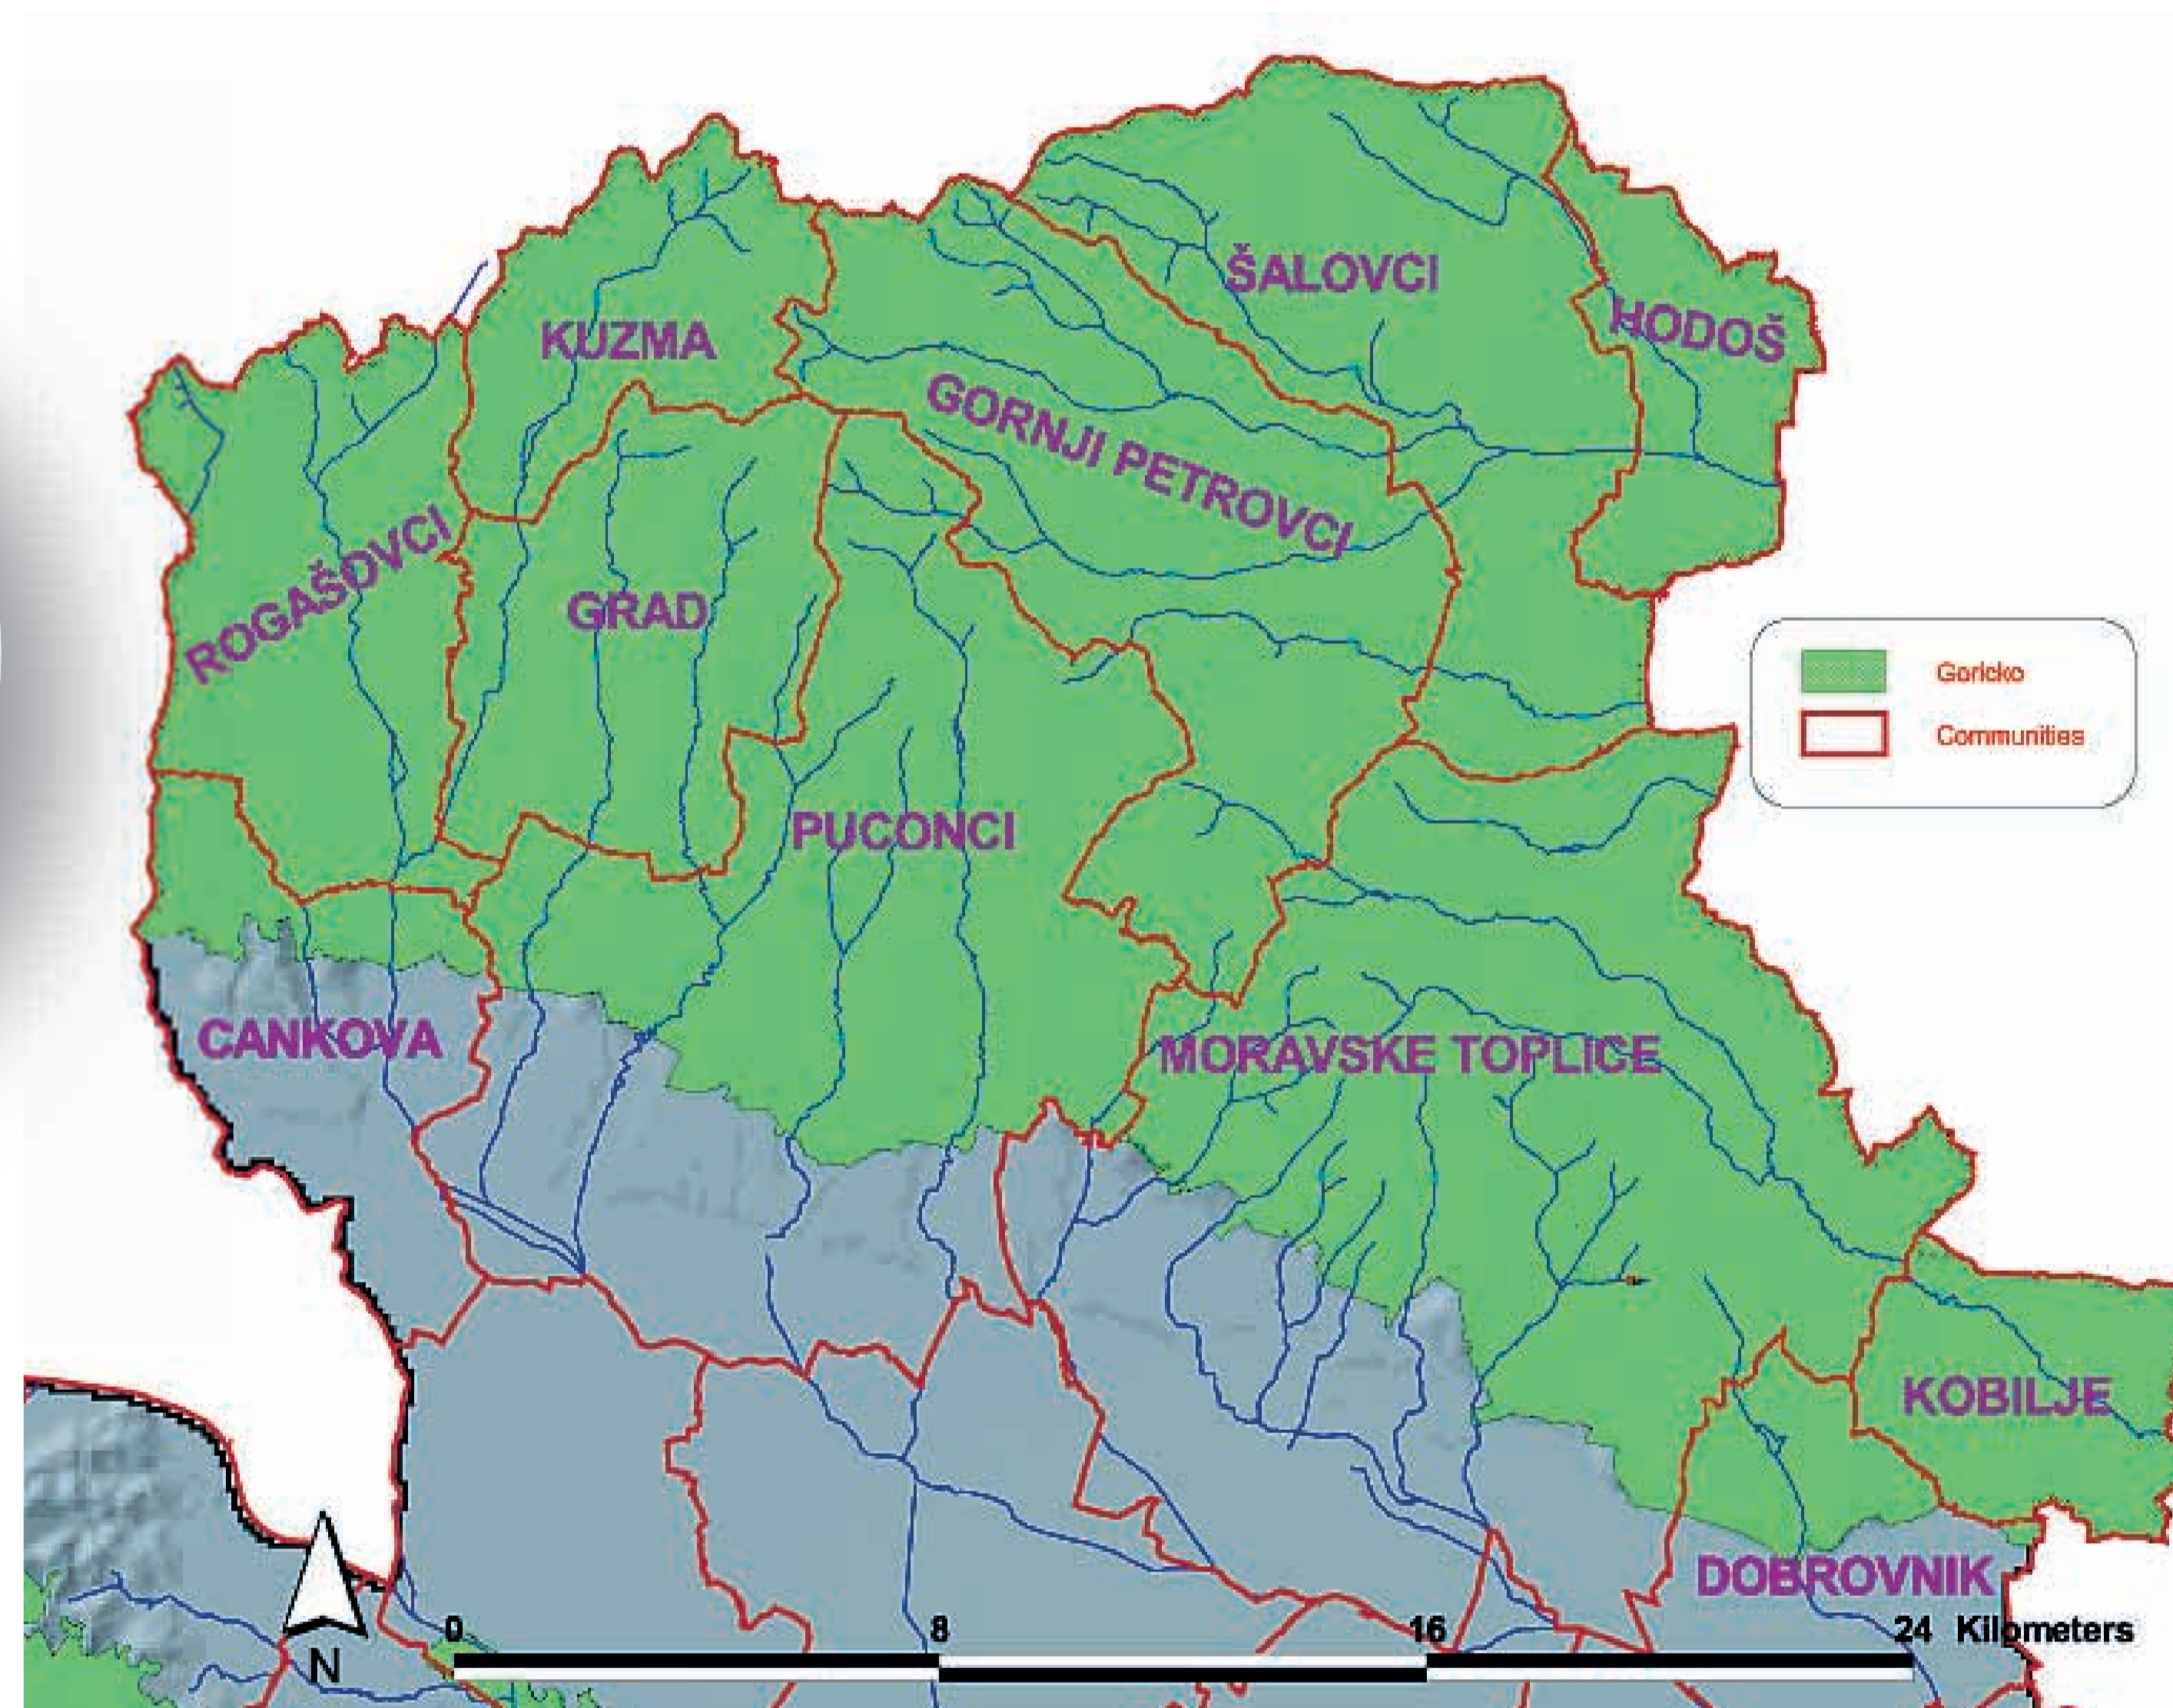 ŠALOVCI
HODOŠ
KUZMA
GORNJI PETROVCI
ROGAŠOVCI
GRAD
Goricko
Communities
PUCONCI
CANKOVA
MORAVSKE TOPLICE
KOBILJE
DOBROVNIK
N
0 8 16 24 Kilometers